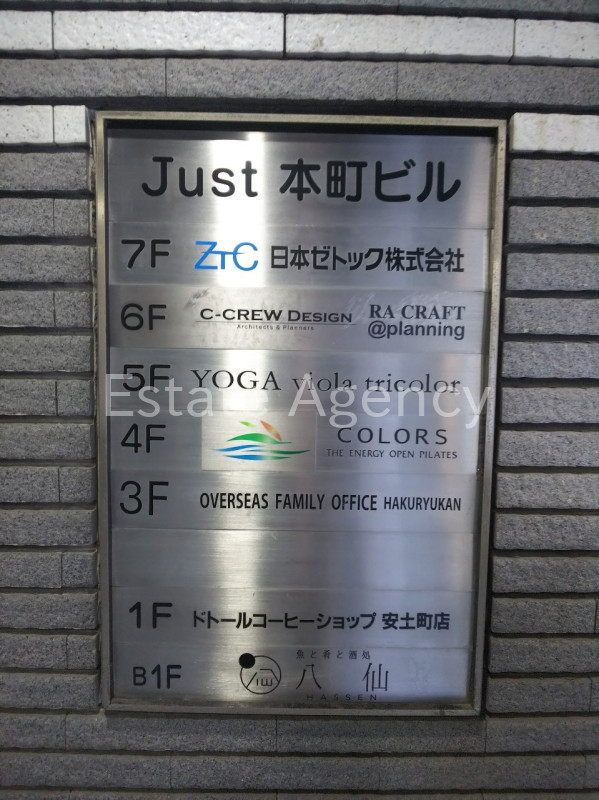 Just 本町ビル
7F ZTC 日本ゼトック株式会社
6F C-CREW DESIGN Architects & Planners RA CRAFT @planning
5F YOGA viola tricolor
Estate Agency
4F COLORS THE ENERGY OPEN PILATES
3F OVERSEAS FAMILY OFFICE HAKURYUKAN
1F ドトールコーヒーショップ 安土町店
B1F 魚と肴と酒処 八仙 HASSEN